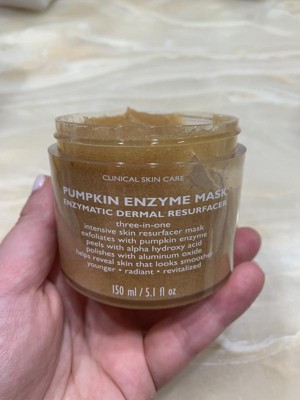 CLINICAL SKIN CARE
PUMPKIN ENZYME MASK
ENZYMATIC DERMAL RESURFACER
three-in-one
intensive skin resurfacer mask
exfoliates with pumpkin enzyme
peels with alpha hydroxy acid
polishes with aluminum oxide
helps reveal skin that looks smoother
younger • radiant • revitalized
150 ml / 5.1 fl oz